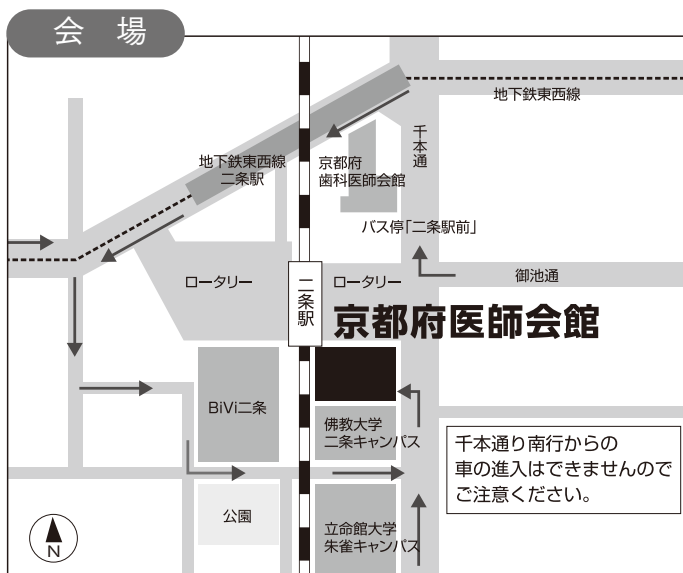 会 場
地下鉄東西線
千本通
地下鉄東西線
二条駅
京都府
歯科医師会館
バス停「二条駅前」
ロータリー
二条駅
ロータリー
御池通
京都府医師会館
BiVi二条
佛教大学
二条キャンパス
千本通り南行からの
車の進入はできませんので
ご注意ください。
公園
立命館大学
朱雀キャンパス
N